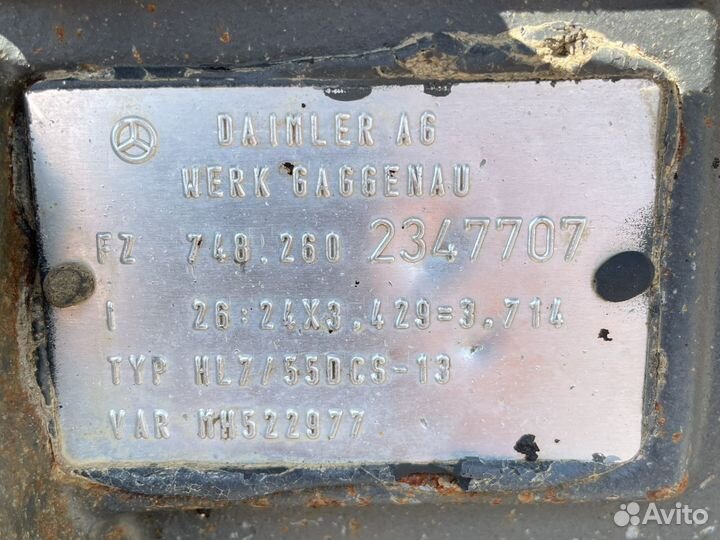 DAIMLER AG
WERK GAGGENAU
FZ 748.260 2347707
I 26:24X3,429=3,714
TYP HL7/55DCS-13
VAR MH522977
Avito